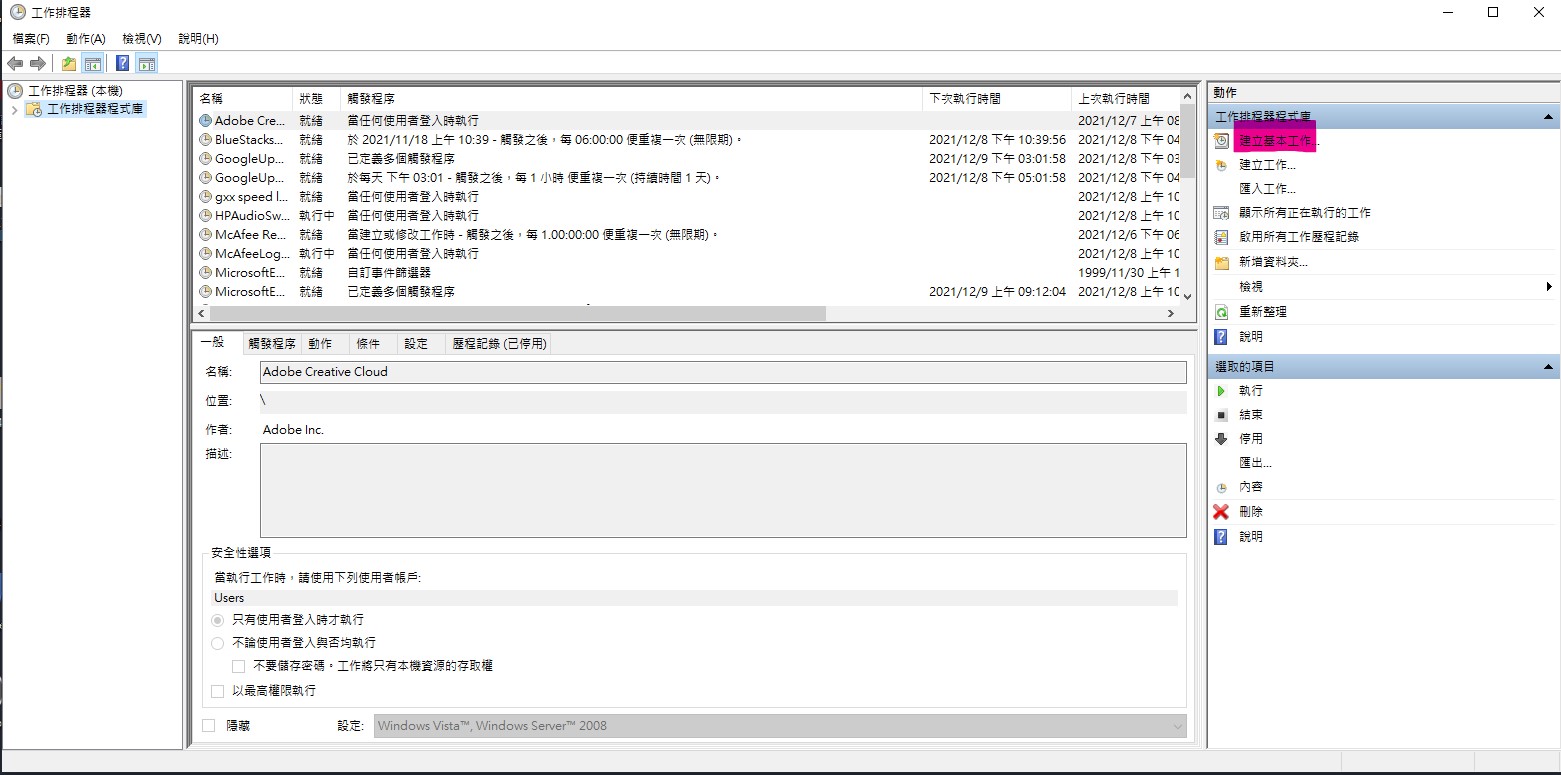 工作排程器
檔案(F) 動作(A) 檢視(V) 說明(H)
工作排程器 (本機)
工作排程器程式庫
名稱 狀態 觸發程序 下次執行時間 上次執行時間
Adobe Cre... 就緒 當任何使用者登入時執行 2021/12/7 上午 08
BlueStacks... 就緒 於 2021/11/18 上午 10:39 - 觸發之後，每 06:00:00 便重複一次 (無限期)。 2021/12/8 下午 10:39:56 2021/12/8 下午 04
GoogleUp... 就緒 已定義多個觸發程序 2021/12/9 下午 03:01:58 2021/12/8 下午 03
GoogleUp... 就緒 於每天 下午 03:01 - 觸發之後，每 1 小時 便重複一次 (持續時間 1 天)。 2021/12/8 下午 05:01:58 2021/12/8 下午 04
gxx speed l... 就緒 當任何使用者登入時執行 2021/12/8 上午 10
HPAudioSw... 執行中 當任何使用者登入時執行 2021/12/8 上午 10
McAfee Re... 就緒 當建立或修改工作時 - 觸發之後，每 1.00:00:00 便重複一次 (無限期)。 2021/12/6 下午 06
McAfeeLog... 執行中 當任何使用者登入時執行 2021/12/8 上午 10
MicrosoftE... 就緒 自訂事件篩選器 1999/11/30 上午 1
MicrosoftE... 就緒 已定義多個觸發程序 2021/12/9 上午 09:12:04 2021/12/8 上午 10
一般 觸發程序 動作 條件 設定 歷程記錄 (已停用)
名稱: Adobe Creative Cloud
位置: \
作者: Adobe Inc.
描述:
安全性選項
當執行工作時，請使用下列使用者帳戶:
Users
只有使用者登入時才執行
不論使用者登入與否均執行
不要儲存密碼。工作將只有本機資源的存取權
以最高權限執行
隱藏 設定: Windows Vista™, Windows Server™ 2008
動作
工作排程器程式庫
建立基本工作...
建立工作...
匯入工作...
顯示所有正在執行的工作
啟用所有工作歷程記錄
新增資料夾...
檢視
重新整理
說明
選取的項目
執行
結束
停用
匯出...
內容
刪除
說明